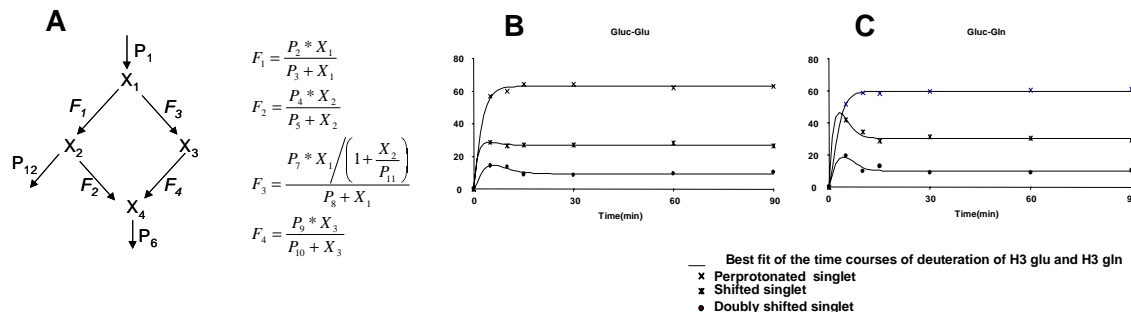 A
P1
X1
F1
F3
X2
X3
P12
F2
F4
X4
P6
F1 = P2 * X1 / (P3 + X1)
F2 = P4 * X2 / (P5 + X2)
F3 = P7 * X1 / (1 + X2 / P11) / (P8 + X1)
F4 = P9 * X3 / (P10 + X3)
B
Gluc-Glu
80
60
40
20
0
0 30 60 90
Time(min)
C
Gluc-Gln
80
60
40
20
0
0 30 60 90
Time(min)
Best fit of the time courses of deuteration of H3 glu and H3 gln
Perprotonated singlet
Shifted singlet
Doubly shifted singlet